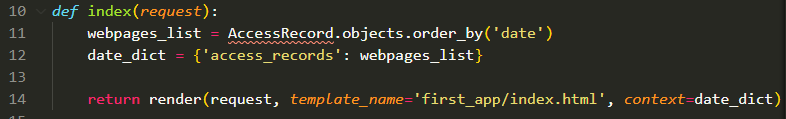 10 def index(request):
11     webpages_list = AccessRecord.objects.order_by('date')
12     date_dict = {'access_records': webpages_list}
13
14     return render(request, template_name='first_app/index.html', context=date_dict)